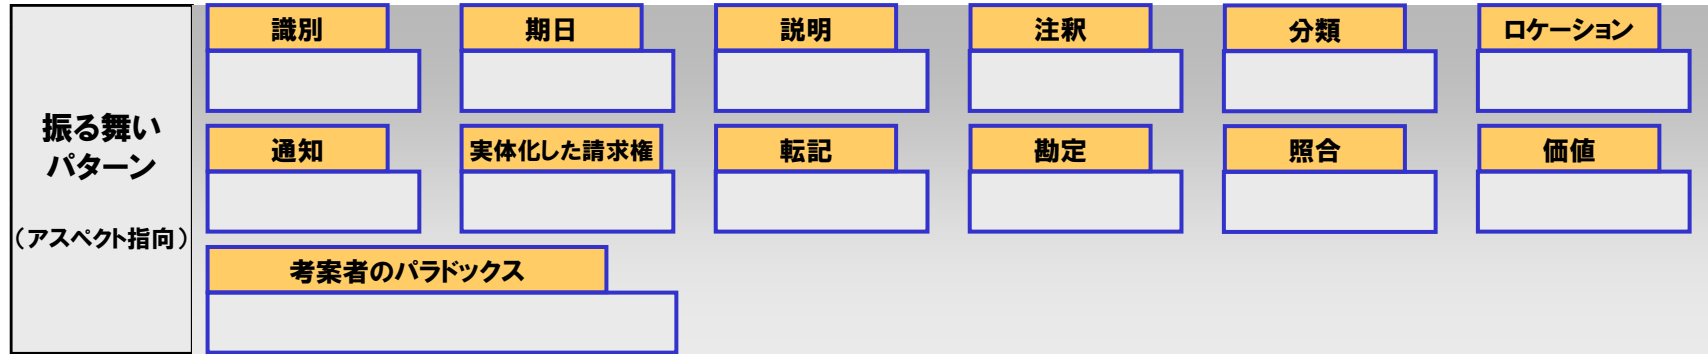 振る舞い
パターン
（アスペクト指向）
識別
期日
説明
注釈
分類
ロケーション
通知
実体化した請求権
転記
勘定
照合
価値
考案者のパラドックス